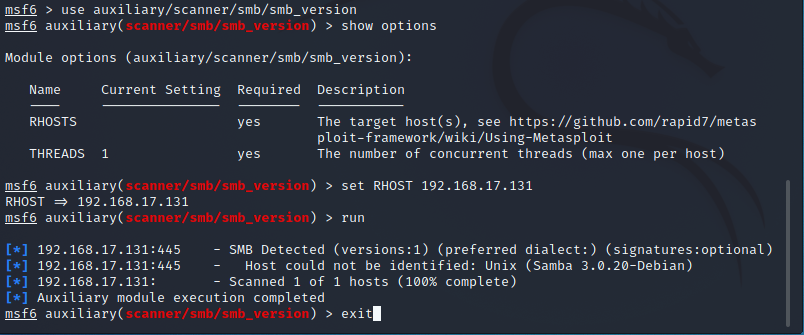 msf6 > use auxiliary/scanner/smb/smb_version
msf6 auxiliary(scanner/smb/smb_version) > show options
Module options (auxiliary/scanner/smb/smb_version):
Name Current Setting Required Description
RHOSTS yes The target host(s), see https://github.com/rapid7/metas
ploit-framework/wiki/Using-Metasploit
THREADS 1 yes The number of concurrent threads (max one per host)
msf6 auxiliary(scanner/smb/smb_version) > set RHOST 192.168.17.131
RHOST => 192.168.17.131
msf6 auxiliary(scanner/smb/smb_version) > run
[*] 192.168.17.131:445 - SMB Detected (versions:1) (preferred dialect:) (signatures:optional)
[*] 192.168.17.131:445 - Host could not be identified: Unix (Samba 3.0.20-Debian)
[*] 192.168.17.131: - Scanned 1 of 1 hosts (100% complete)
[*] Auxiliary module execution completed
msf6 auxiliary(scanner/smb/smb_version) > exit